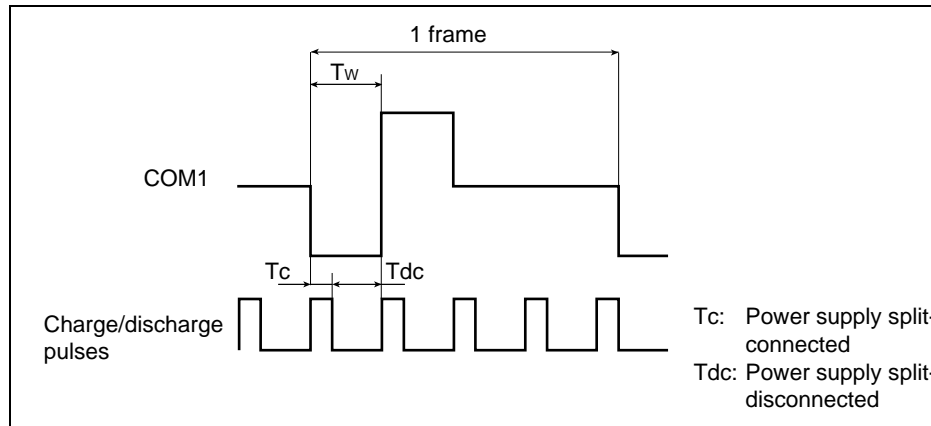 1 frame
Tw
COM1
Tc
Tdc
Charge/discharge
pulses
Tc: Power supply split-
connected
Tdc: Power supply split-
disconnected